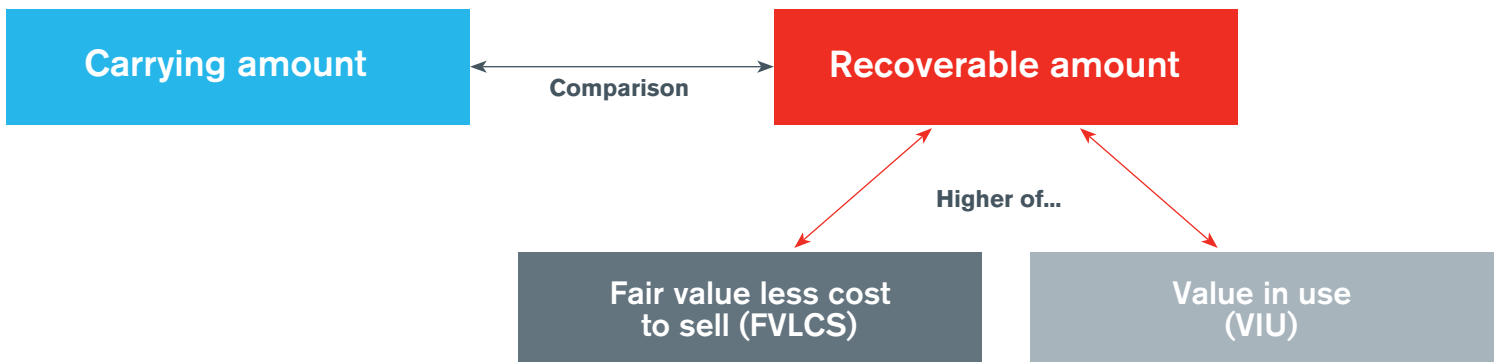 Carrying amount
Comparison
Recoverable amount
Higher of...
Fair value less cost
to sell (FVLCS)
Value in use
(VIU)